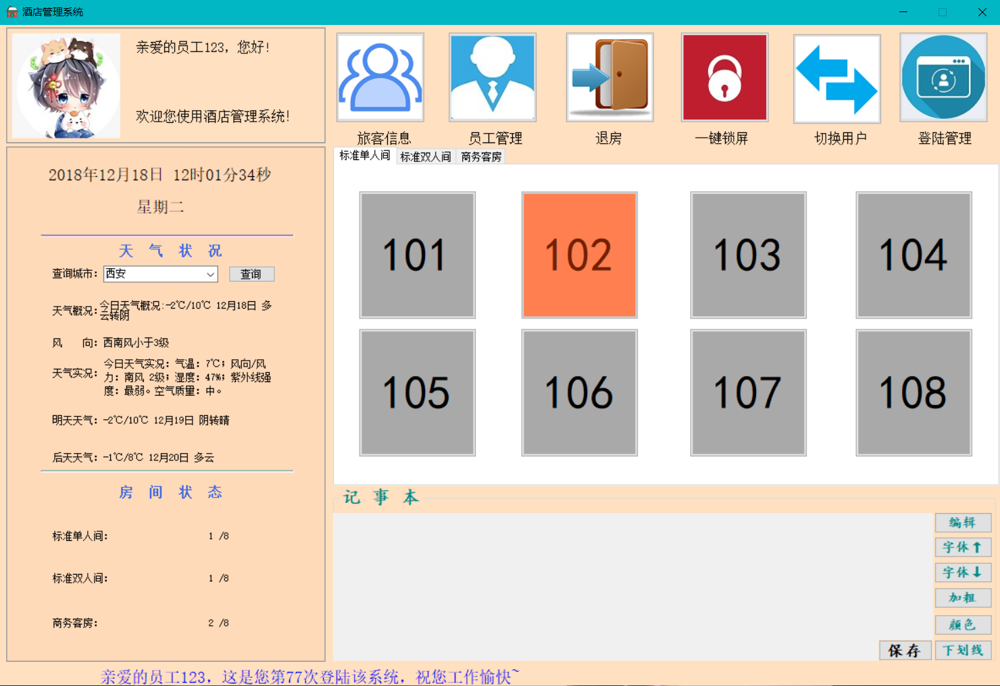 酒店管理系统
亲爱的员工123，您好！
欢迎您使用酒店管理系统！
旅客信息
员工管理
退房
一键锁屏
切换用户
登陆管理
2018年12月18日 12时01分34秒
星期二
天 气 状 况
查询城市：
西安
查询
天气概况：
今日天气概况:-2℃/10℃ 12月18日 多
云转阴
风 向：
西南风小于3级
天气实况：
今日天气实况：气温：7℃；风向/风
力：南风 2级；湿度：47%；紫外线强
度：最弱。空气质量：中。
明天天气：
-2℃/10℃ 12月19日 阴转晴
后天天气：
-1℃/8℃ 12月20日 多云
房 间 状 态
标准单人间： 1 /8
标准双人间： 1 /8
商务客房： 2 /8
标准单人间
标准双人间
商务客房
101
102
103
104
105
106
107
108
记 事 本
编辑
字体↑
字体↓
加粗
颜色
下划线
保存
亲爱的员工123，这是您第77次登陆该系统，祝您工作愉快~